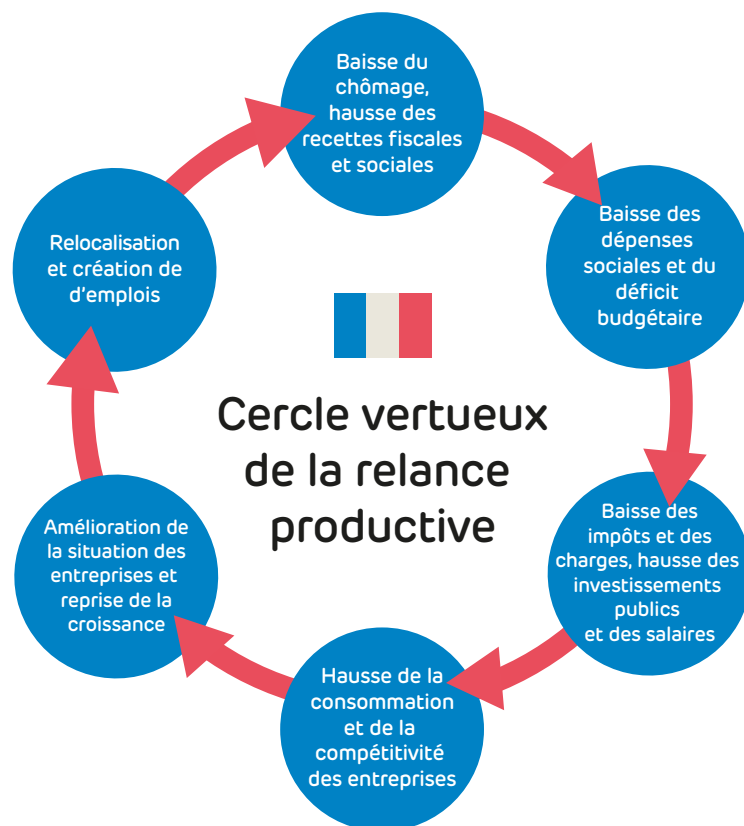 Baisse du
chômage,
hausse des
recettes fiscales
et sociales
Baisse des
dépenses
sociales et du
déficit
budgétaire
Baisse des
impôts et des
charges, hausse des
investissements
publics
et des salaires
Hausse de la
consommation
et de la
compétitivité
des entreprises
Amélioration de
la situation des
entreprises et
reprise de la
croissance
Relocalisation
et création de
d'emplois
Cercle vertueux
de la relance
productive